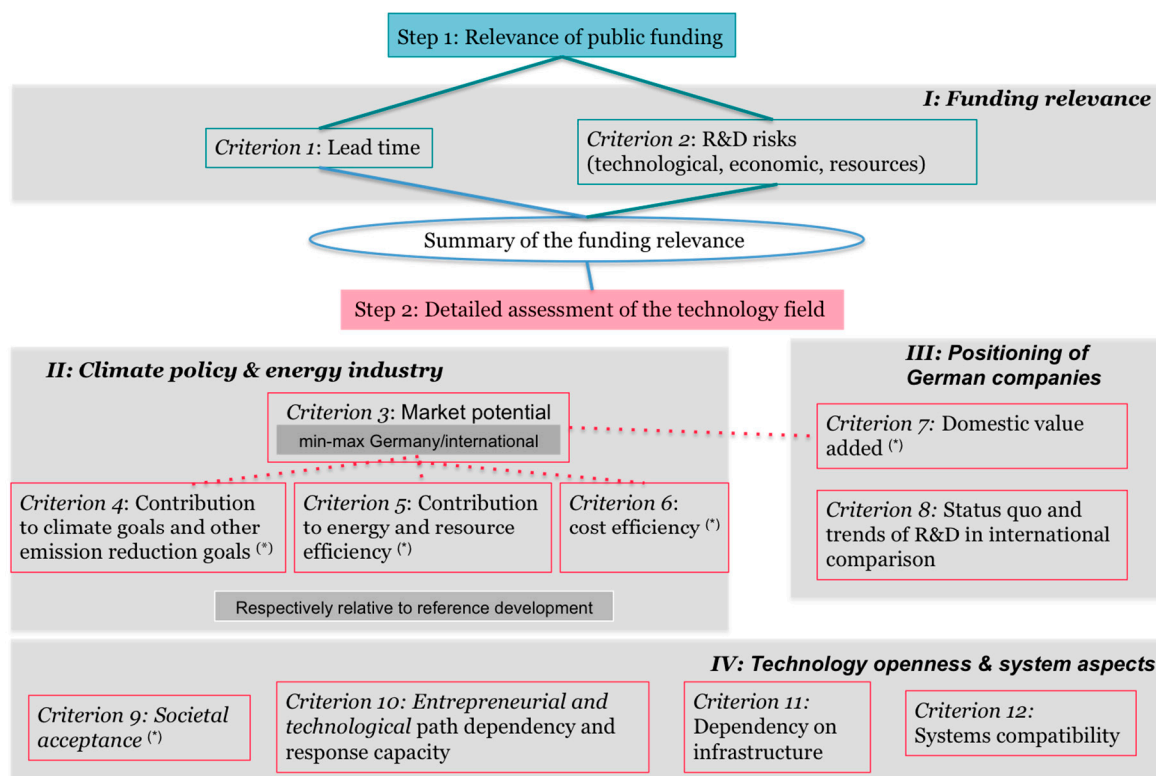 Step 1: Relevance of public funding
I: Funding relevance
Criterion 1: Lead time
Criterion 2: R&D risks
(technological, economic, resources)
Summary of the funding relevance
Step 2: Detailed assessment of the technology field
II: Climate policy & energy industry
Criterion 3: Market potential
min-max Germany/international
Criterion 4: Contribution
to climate goals and other
emission reduction goals (*)
Criterion 5: Contribution
to energy and resource
efficiency (*)
Criterion 6:
cost efficiency (*)
Respectively relative to reference development
III: Positioning of
German companies
Criterion 7: Domestic value
added (*)
Criterion 8: Status quo and
trends of R&D in international
comparison
IV: Technology openness & system aspects
Criterion 9: Societal
acceptance (*)
Criterion 10: Entrepreneurial and
technological path dependency and
response capacity
Criterion 11:
Dependency on
infrastructure
Criterion 12:
Systems compatibility